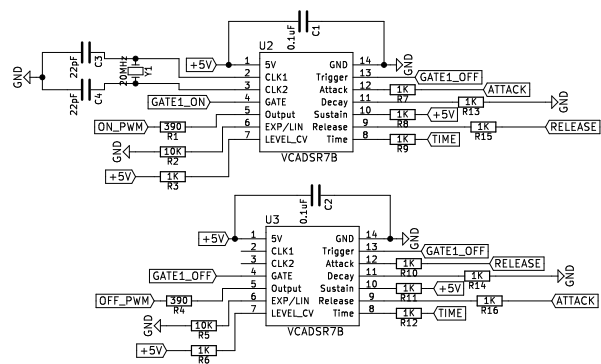 C1
0.1uF
U2
+5V
1 5V GND 14
GND
C3
22pF
20MHz
Y1
2 CLK1 Trigger 13
GATE1_OFF
GND
3 CLK2 Attack 12
1K
R7
ATTACK
C4
22pF
GATE1_ON
4 GATE Decay 11
1K
R13
GND
ON_PWM
390
R1
5 Output Sustain 10
1K
R8
+5V
GND
10K
R2
6 EXP/LIN Release 9
1K
R15
RELEASE
+5V
1K
R3
7 LEVEL_CV Time 8
1K
R9
TIME
VCADSR7B
C2
0.1uF
U3
+5V
1 5V GND 14
GND
2 CLK1 Trigger 13
GATE1_OFF
3 CLK2 Attack 12
1K
R10
RELEASE
GATE1_OFF
4 GATE Decay 11
1K
R14
GND
OFF_PWM
390
R4
5 Output Sustain 10
1K
R11
+5V
GND
10K
R5
6 EXP/LIN Release 9
1K
R16
ATTACK
+5V
1K
R6
7 LEVEL_CV Time 8
1K
R12
TIME
VCADSR7B